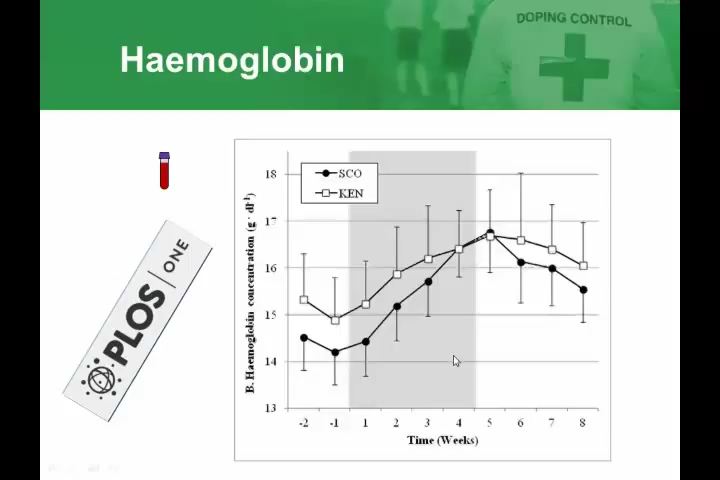 DOPING CONTROL
Haemoglobin
PLOS ONE
B. Haemoglobin concentration (g · dl⁻¹)
18
17
16
15
14
13
SCO
KEN
-2 -1 1 2 3 4 5 6 7 8
Time (Weeks)